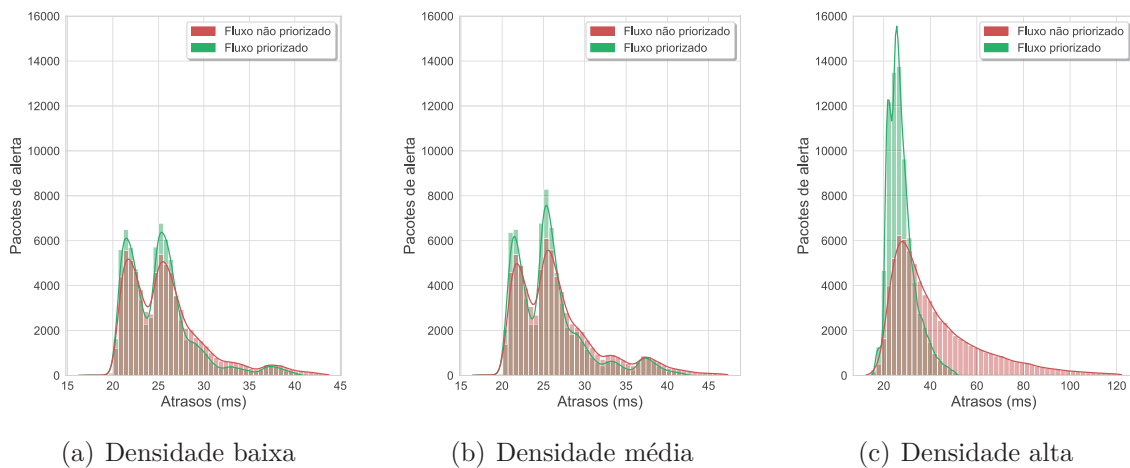 16000
14000
12000
10000
8000
6000
4000
2000
0
Pacotes de alerta
Fluxo não priorizado
Fluxo priorizado
15 20 25 30 35 40 45
Atrasos (ms)
(a) Densidade baixa
16000
14000
12000
10000
8000
6000
4000
2000
0
Pacotes de alerta
Fluxo não priorizado
Fluxo priorizado
15 20 25 30 35 40 45
Atrasos (ms)
(b) Densidade média
16000
14000
12000
10000
8000
6000
4000
2000
0
Pacotes de alerta
Fluxo não priorizado
Fluxo priorizado
20 40 60 80 100 120
Atrasos (ms)
(c) Densidade alta